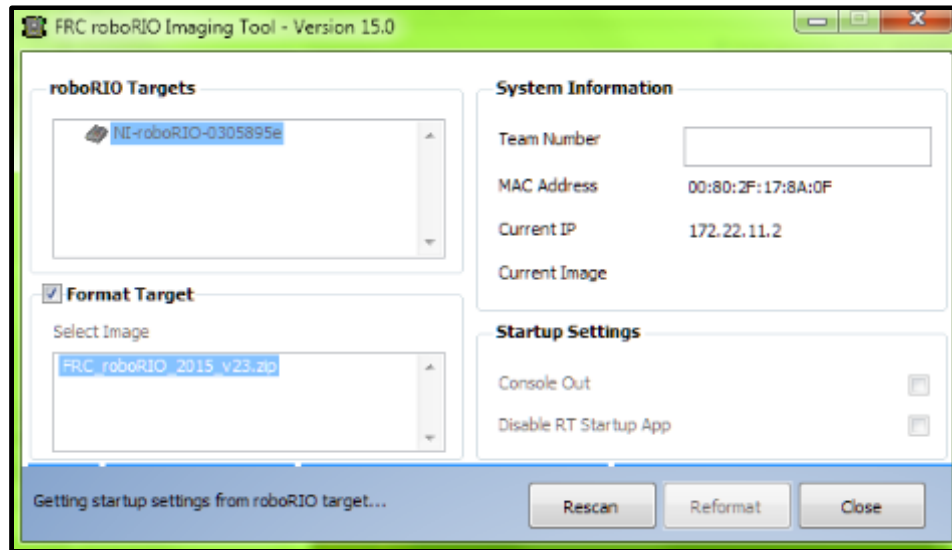 FRC roboRIO Imaging Tool - Version 15.0
roboRIO Targets
NI-roboRIO-0305895e
Format Target
Select Image
FRC_roboRIO_2015_v23.zip
System Information
Team Number
MAC Address 00:80:2F:17:8A:0F
Current IP 172.22.11.2
Current Image
Startup Settings
Console Out
Disable RT Startup App
Getting startup settings from roboRIO target...
Rescan Reformat Close